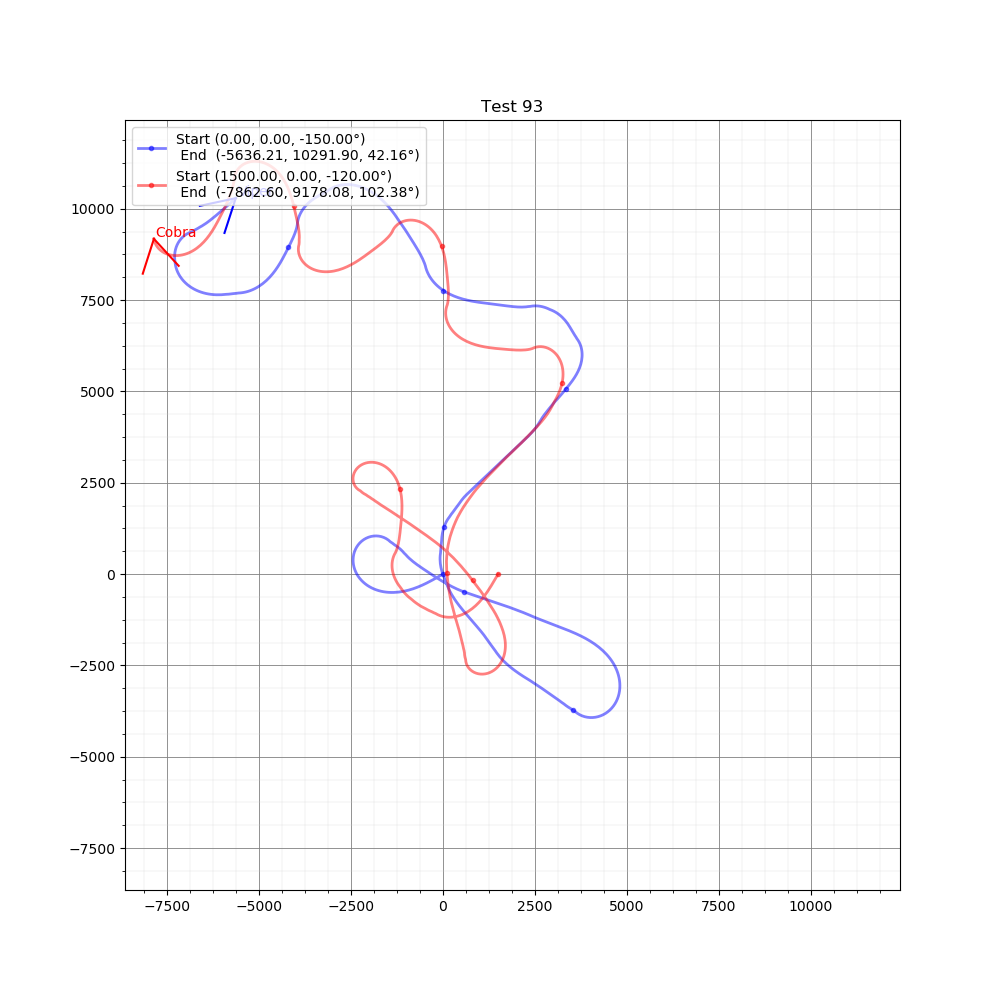 Test 93
Start (0.00, 0.00, -150.00°)
End (-5636.21, 10291.90, 42.16°)
Start (1500.00, 0.00, -120.00°)
End (-7862.60, 9178.08, 102.38°)
Cobra
10000
7500
5000
2500
0
−2500
−5000
−7500
−7500 −5000 −2500 0 2500 5000 7500 10000